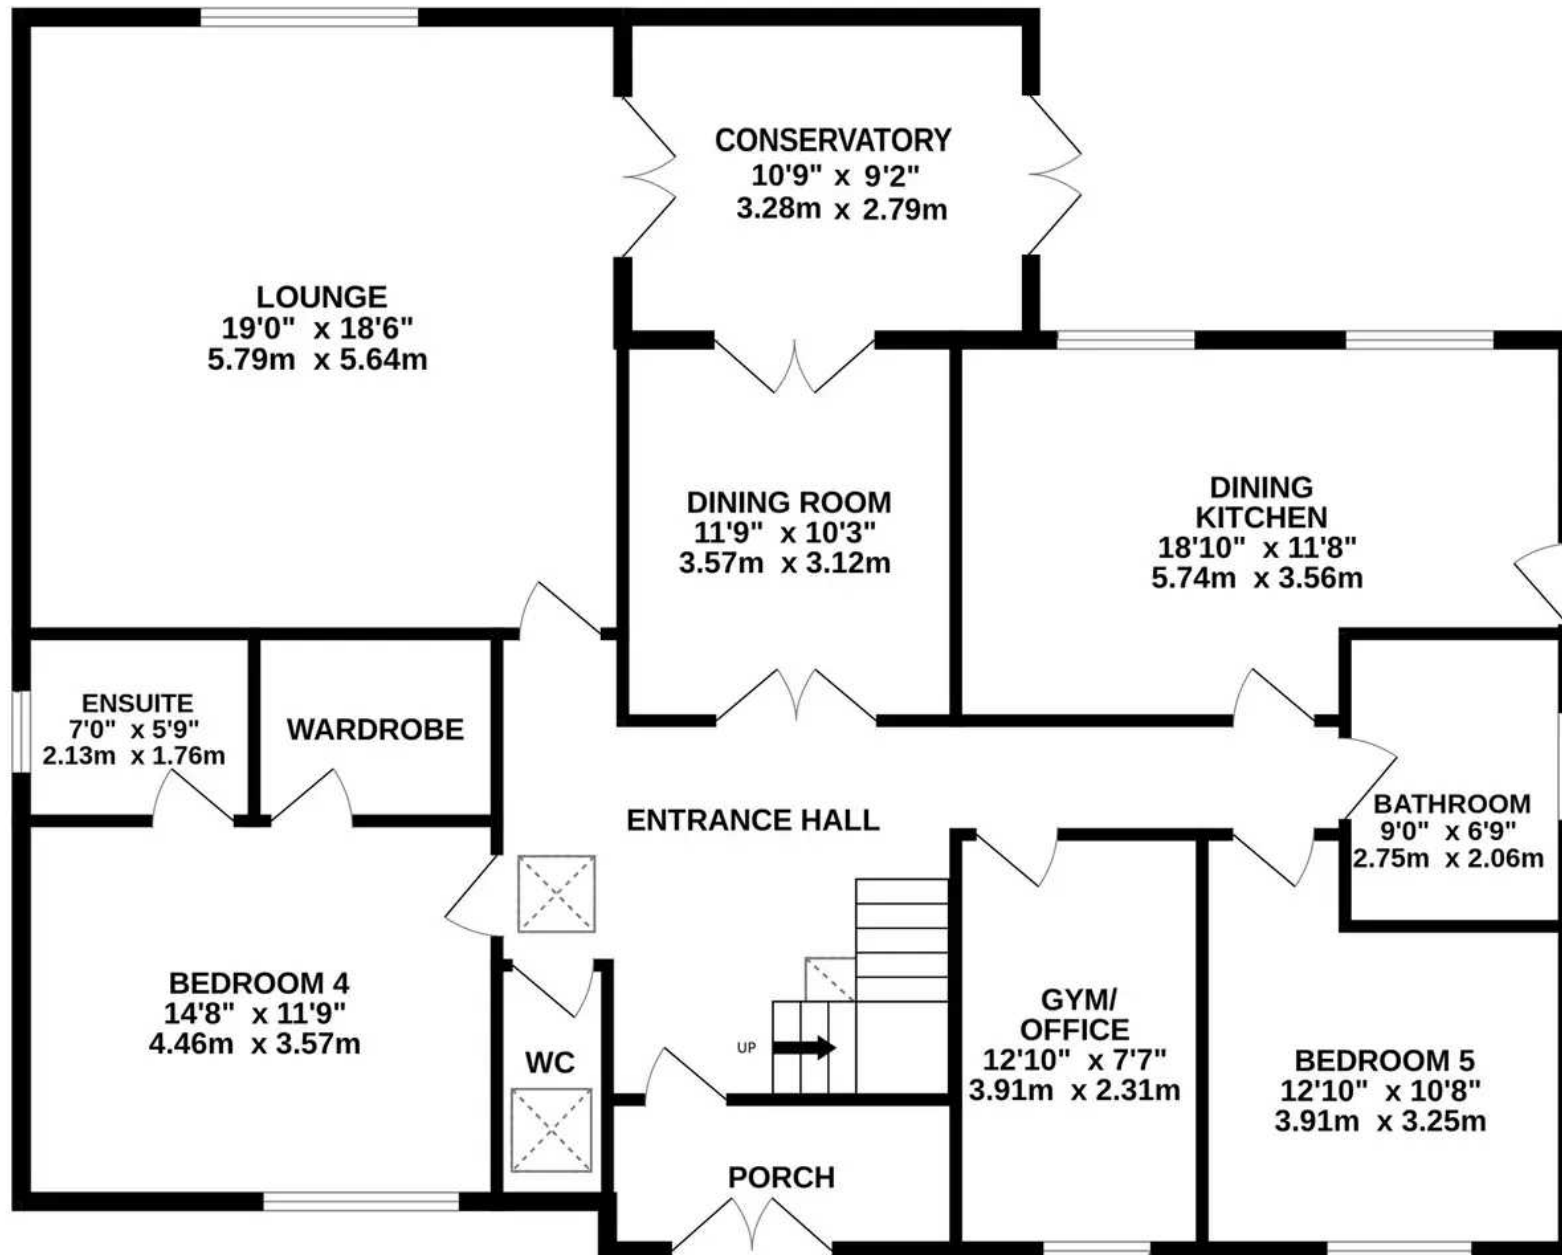 CONSERVATORY
10'9" x 9'2"
3.28m x 2.79m
LOUNGE
19'0" x 18'6"
5.79m x 5.64m
DINING ROOM
11'9" x 10'3"
3.57m x 3.12m
DINING
KITCHEN
18'10" x 11'8"
5.74m x 3.56m
ENSUITE
7'0" x 5'9"
2.13m x 1.76m
WARDROBE
ENTRANCE HALL
BATHROOM
9'0" x 6'9"
2.75m x 2.06m
BEDROOM 4
14'8" x 11'9"
4.46m x 3.57m
WC
UP
GYM/
OFFICE
12'10" x 7'7"
3.91m x 2.31m
BEDROOM 5
12'10" x 10'8"
3.91m x 3.25m
PORCH